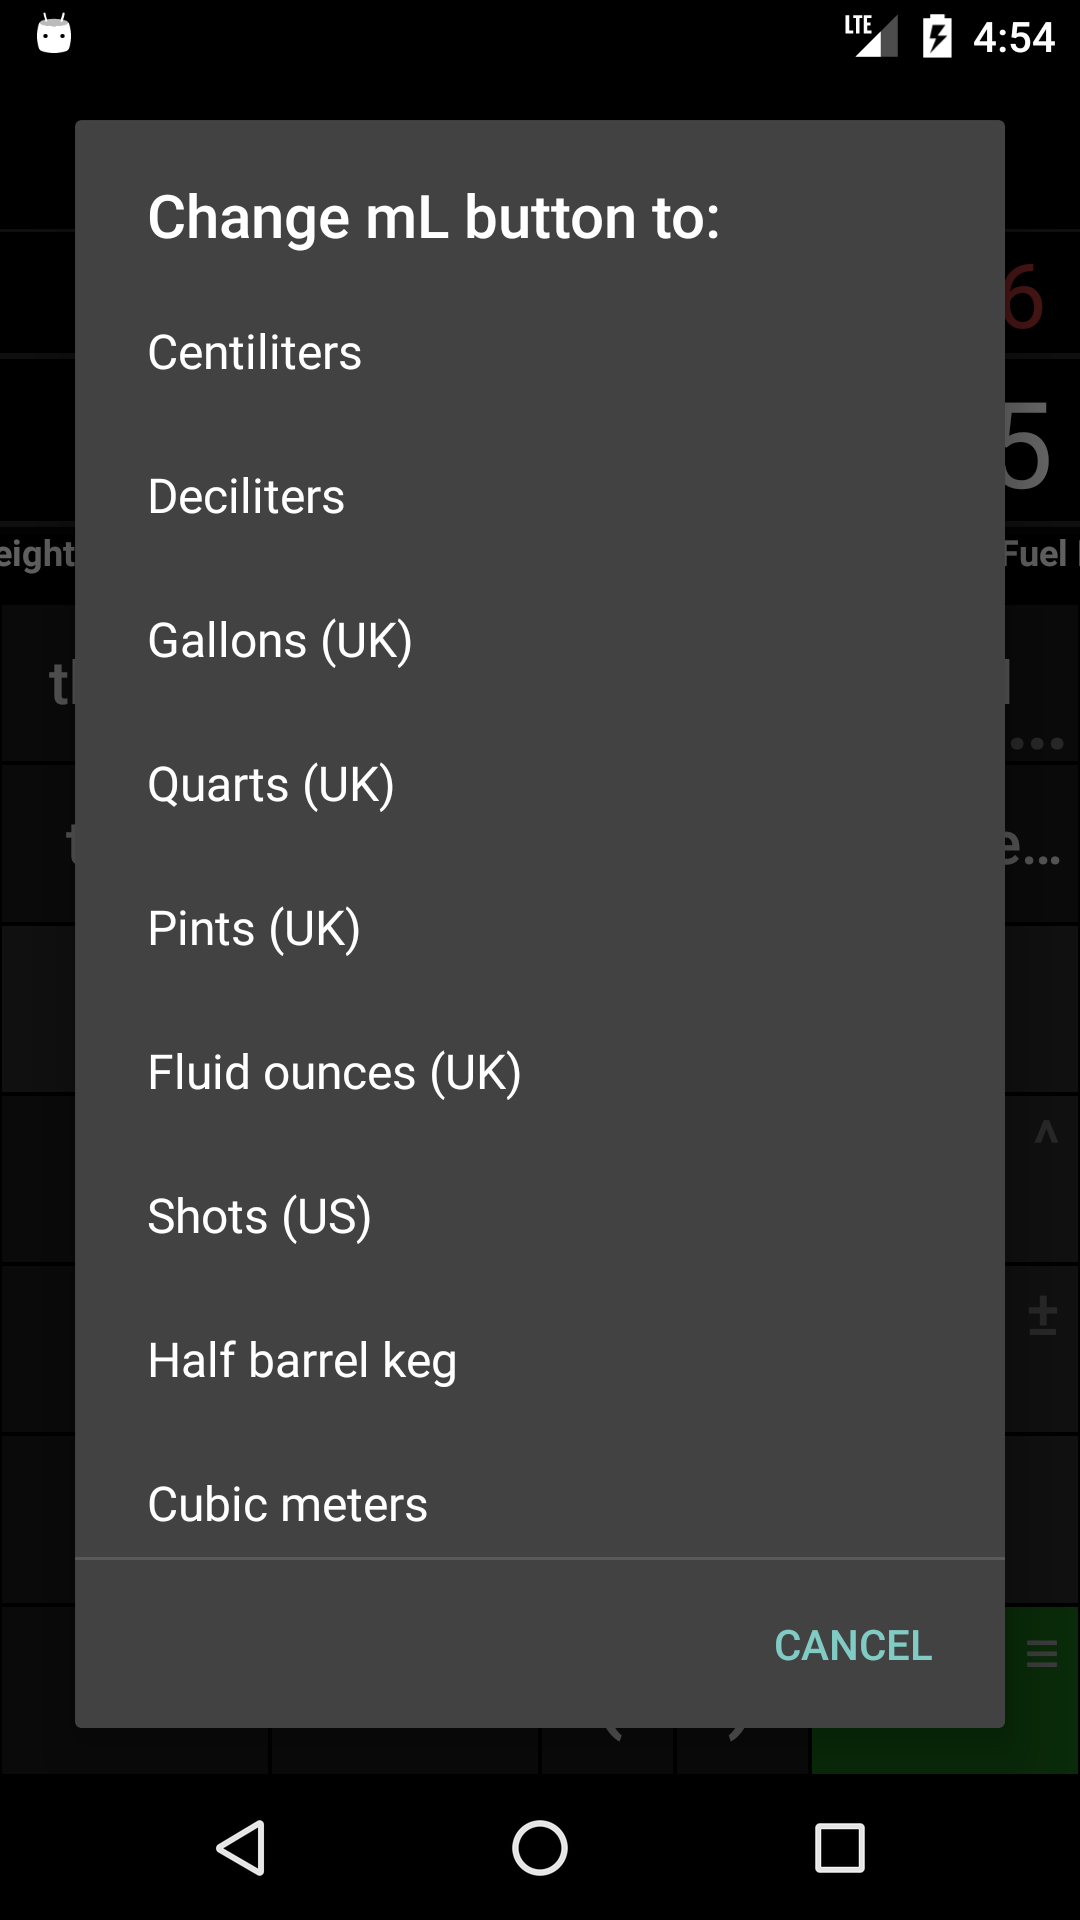 LTE 4:54
Change mL button to:
6
Centiliters
5
Deciliters
eight
Fuel
Gallons (UK)
...
Quarts (UK)
e...
Pints (UK)
Fluid ounces (UK)
^
Shots (US)
±
Half barrel keg
Cubic meters
CANCEL
( )